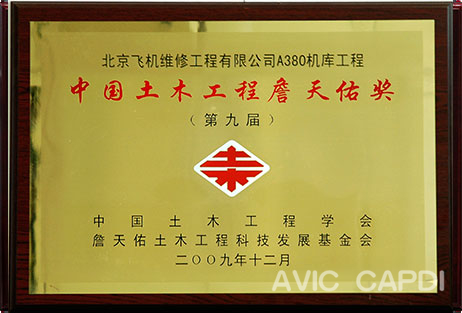 北京飞机维修工程有限公司A380机库工程
中国土木工程詹天佑奖
（第九届）
中国土木工程学会
詹天佑土木工程科技发展基金会
二〇〇九年十二月
AVIC CAPDI